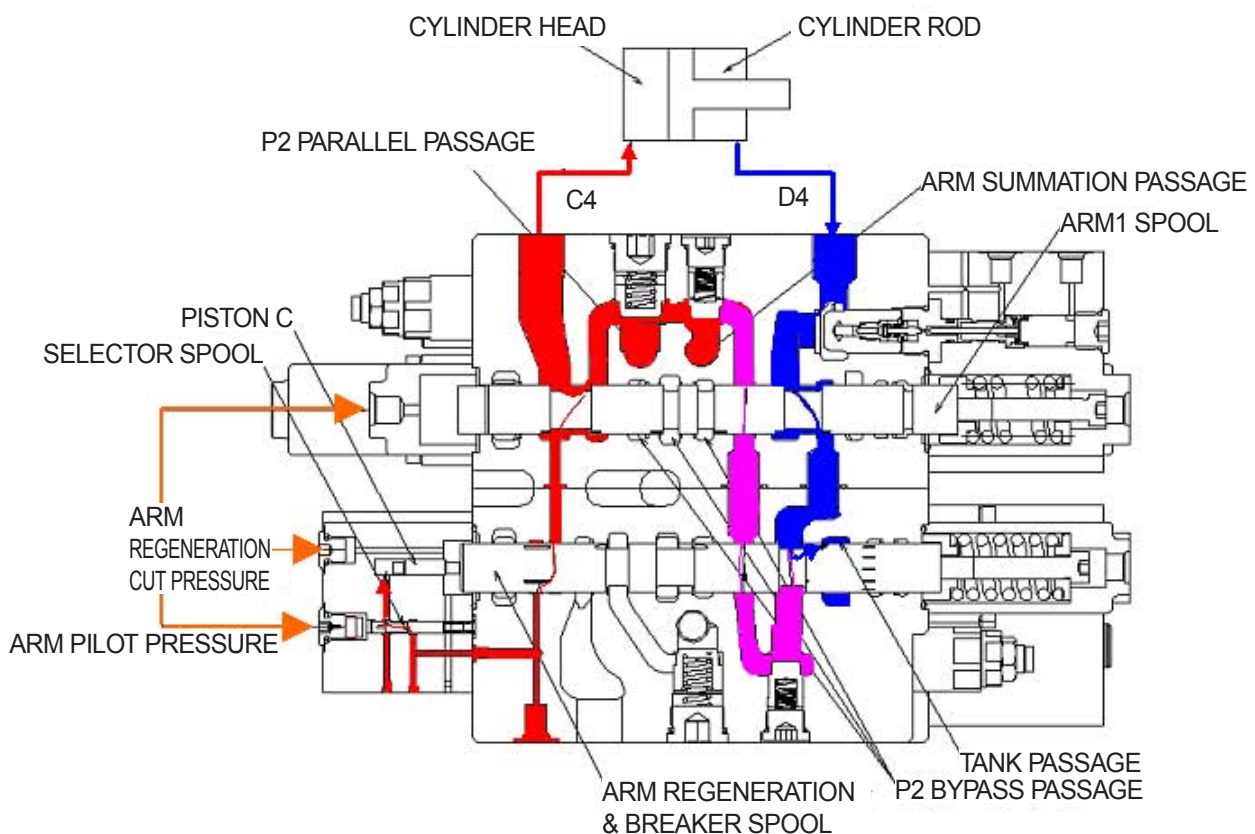 CYLINDER HEAD
CYLINDER ROD
P2 PARALLEL PASSAGE
ARM SUMMATION PASSAGE
C4
D4
ARM1 SPOOL
PISTON C
SELECTOR SPOOL
ARM
REGENERATION
CUT PRESSURE
ARM PILOT PRESSURE
TANK PASSAGE
P2 BYPASS PASSAGE
ARM REGENERATION
& BREAKER SPOOL